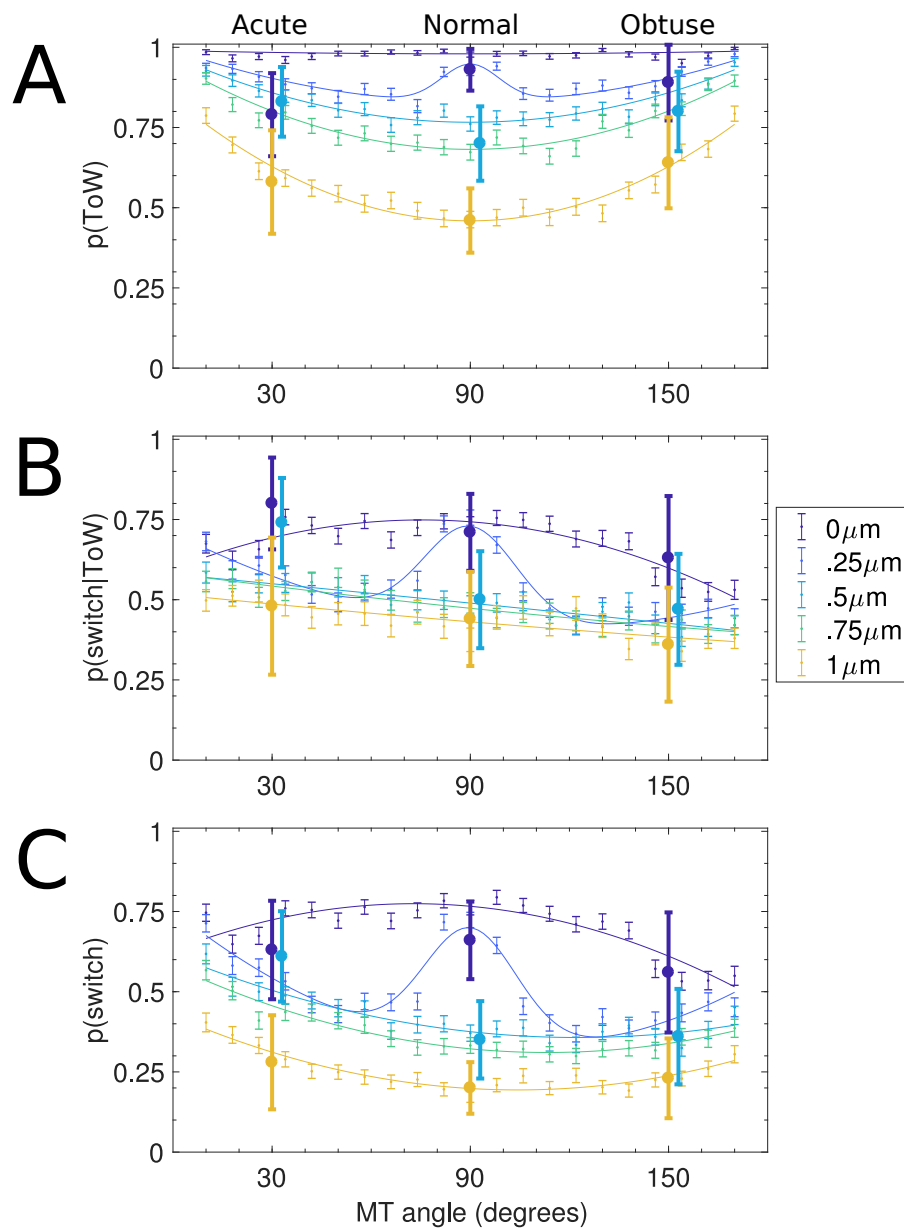 Acute Normal Obtuse
A
1
0.75
0.5
0.25
0
p(ToW)
30 90 150
B
1
0.75
0.5
0.25
0
p(switch|ToW)
30 90 150
0μm
.25μm
.5μm
.75μm
1μm
C
1
0.75
0.5
0.25
0
p(switch)
30 90 150
MT angle (degrees)